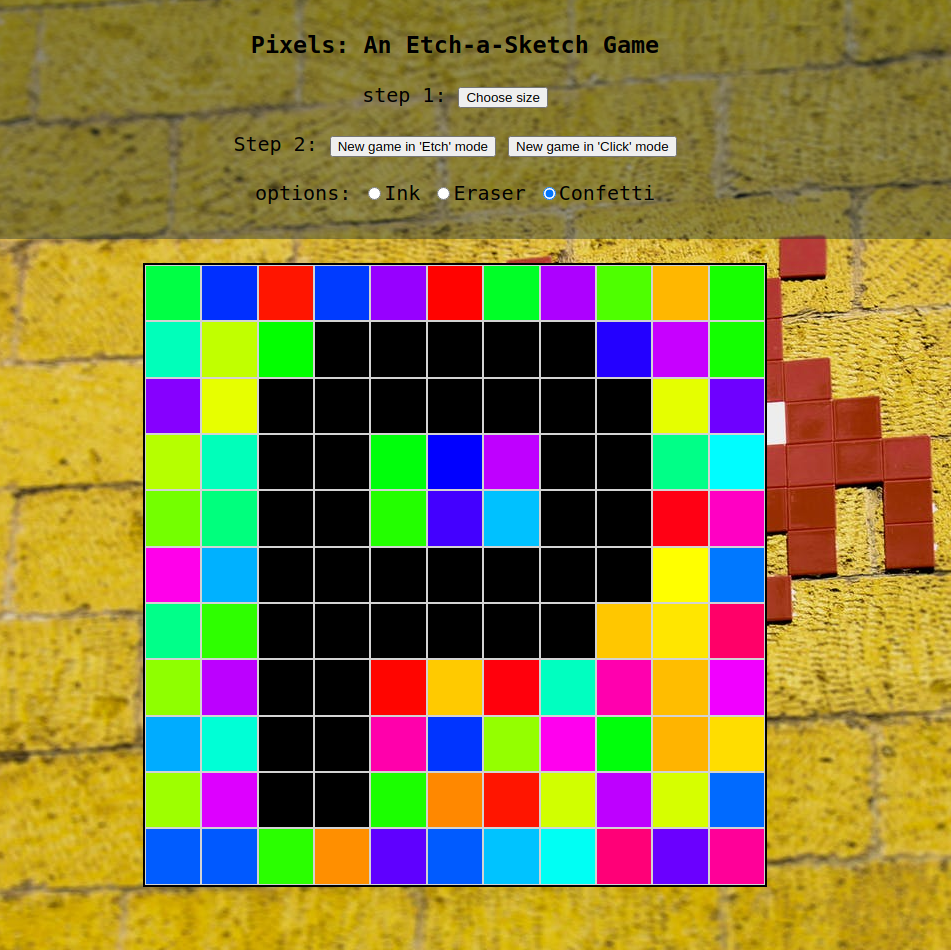 Pixels: An Etch-a-Sketch Game
step 1: Choose size
Step 2: New game in 'Etch' mode New game in 'Click' mode
options: Ink Eraser Confetti
P